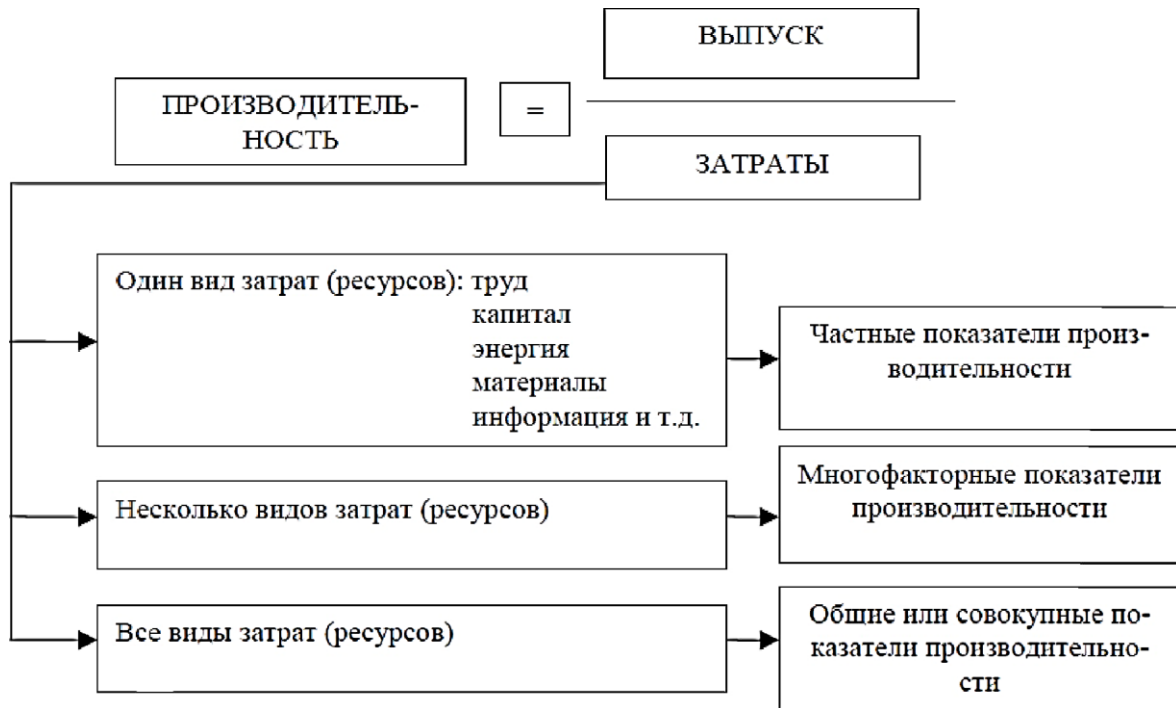 ВЫПУСК
ПРОИЗВОДИТЕЛЬ-
НОСТЬ
=
ЗАТРАТЫ
Один вид затрат (ресурсов): труд
капитал
энергия
материалы
информация и т.д.
Частные показатели произ-
водительности
Несколько видов затрат (ресурсов)
Многофакторные показатели
производительности
Все виды затрат (ресурсов)
Общие или совокупные по-
казатели производительно-
сти